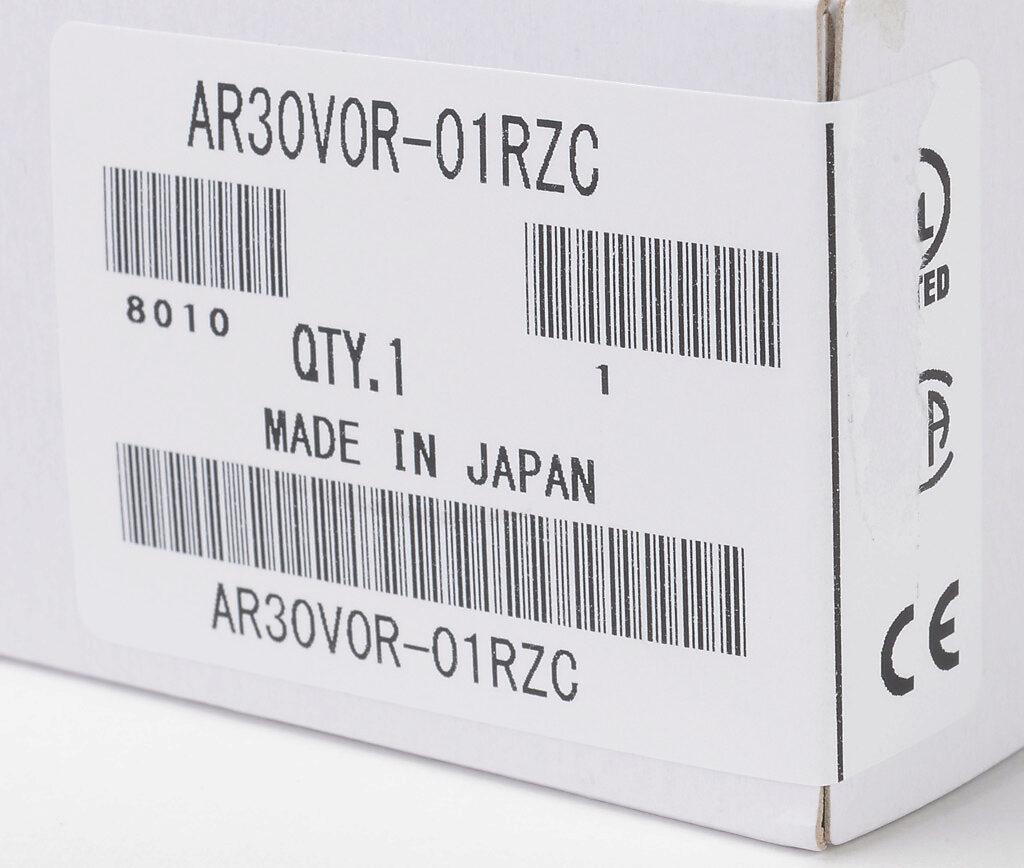 AR30V0R-01RZC
8010
QTY.1
1
MADE IN JAPAN
AR30V0R-01RZC
CE